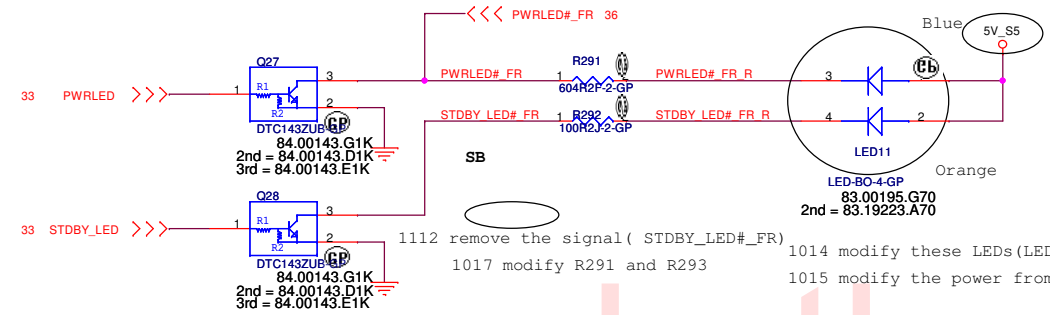 PWRLED#_FR 36
Blue
5V_S5
Q27
R291
PWRLED#_FR
PWRLED#_FR_R
3
1
3
33 PWRLED
1
R1
R2
2
604R2F-2-GP
STDBY_LED#_FR
1
R292
STDBY_LED#_FR_R
4
2
GP
DTC143ZUB-GP
100R2J-2-GP
84.00143.G1K
2nd = 84.00143.D1K
3rd = 84.00143.E1K
SB
LED11
Orange
LED-BO-4-GP
83.00195.G70
2nd = 83.19223.A70
Q28
3
33 STDBY_LED
1
R1
R2
2
GP
DTC143ZUB-GP
84.00143.G1K
2nd = 84.00143.D1K
3rd = 84.00143.E1K
1112 remove the signal( STDBY_LED#_FR)
1017 modify R291 and R293
1014 modify these LEDs(LED
1015 modify the power from